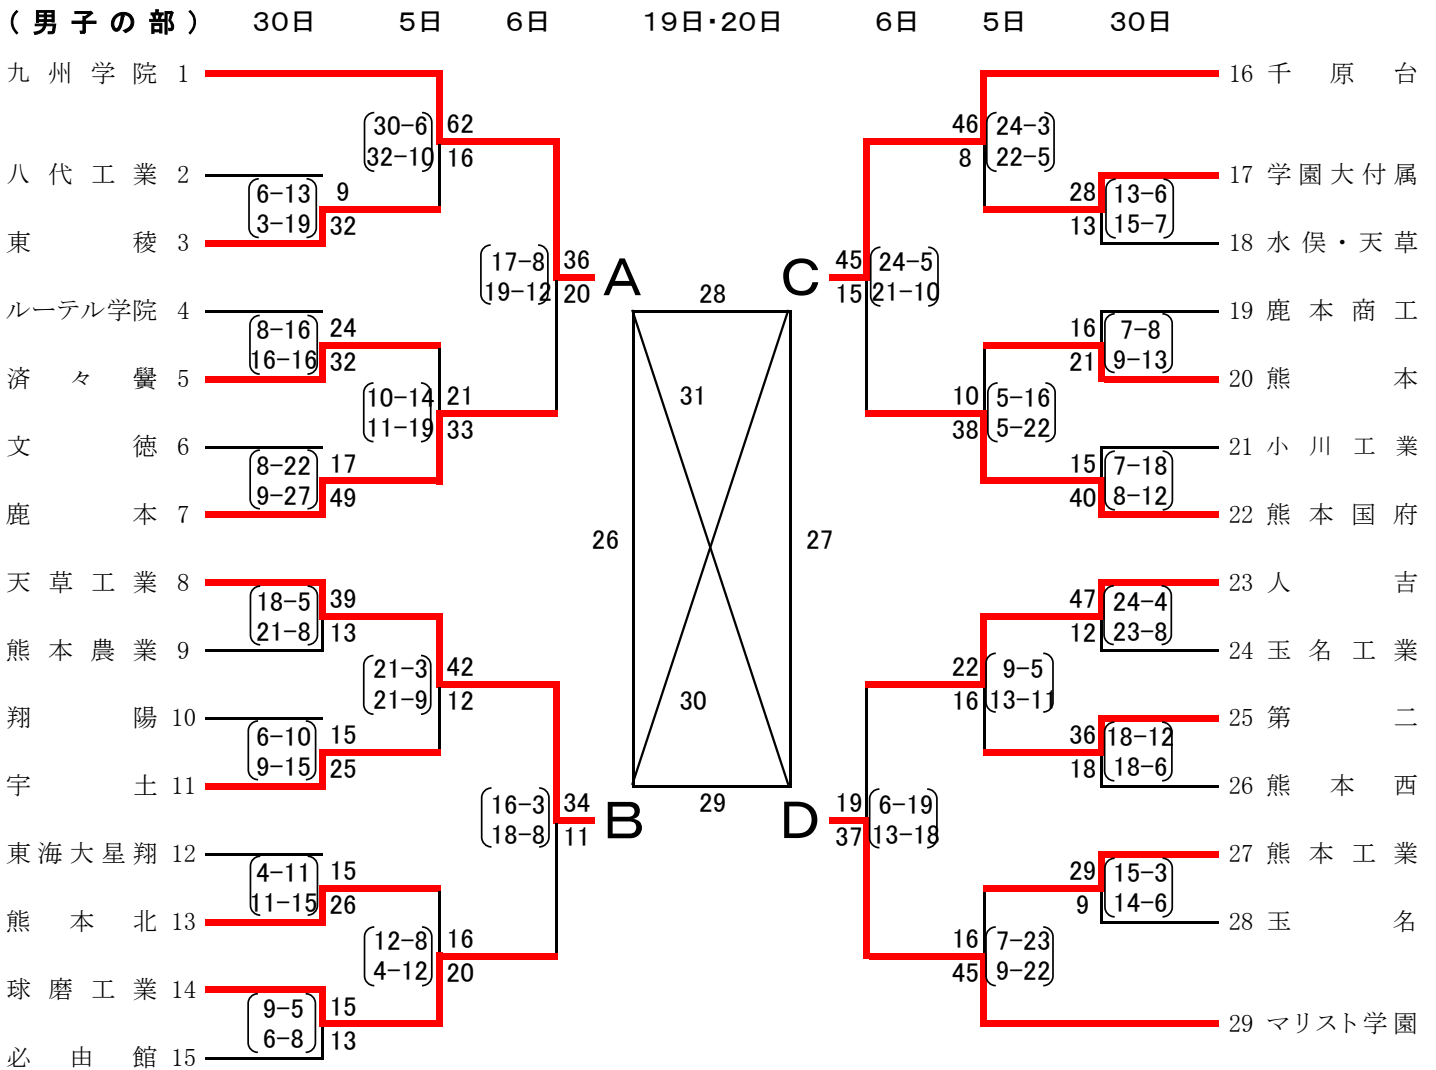 (男子の部) 30日 5日 6日 19日・20日 6日 5日 30日
九州学院 1
八代工業 2
東稜 3
ルーテル学院 4
済々黌 5
文徳 6
鹿本 7
天草工業 8
熊本農業 9
翔陽 10
宇土 11
東海大星翔 12
熊本北 13
球磨工業 14
必由館 15
6-13 9
3-19 32
8-16 24
16-16 32
8-22 17
9-27 49
18-5 39
21-8 13
6-10 15
9-15 25
4-11 15
11-15 26
9-5 15
6-8 13
30-6 62
32-10 16
10-14 21
11-19 33
21-3 42
21-9 12
12-8 16
4-12 20
17-8 36
19-12 20
16-3 34
18-8 11
A
B
28
31
26
27
30
29
C
D
45 24-5
15 21-10
19 6-19
37 13-18
46 24-3
8 22-5
10 5-16
38 5-22
22 9-5
16 13-11
16 7-23
45 9-22
28 13-6
13 15-7
16 7-8
21 9-13
15 7-18
40 8-12
47 24-4
12 23-8
36 18-12
18 18-6
29 15-3
9 14-6
16 千原台
17 学園大付属
18 水俣・天草
19 鹿本商工
20 熊本
21 小川工業
22 熊本国府
23 人吉
24 玉名工業
25 第二
26 熊本西
27 熊本工業
28 玉名
29 マリスト学園